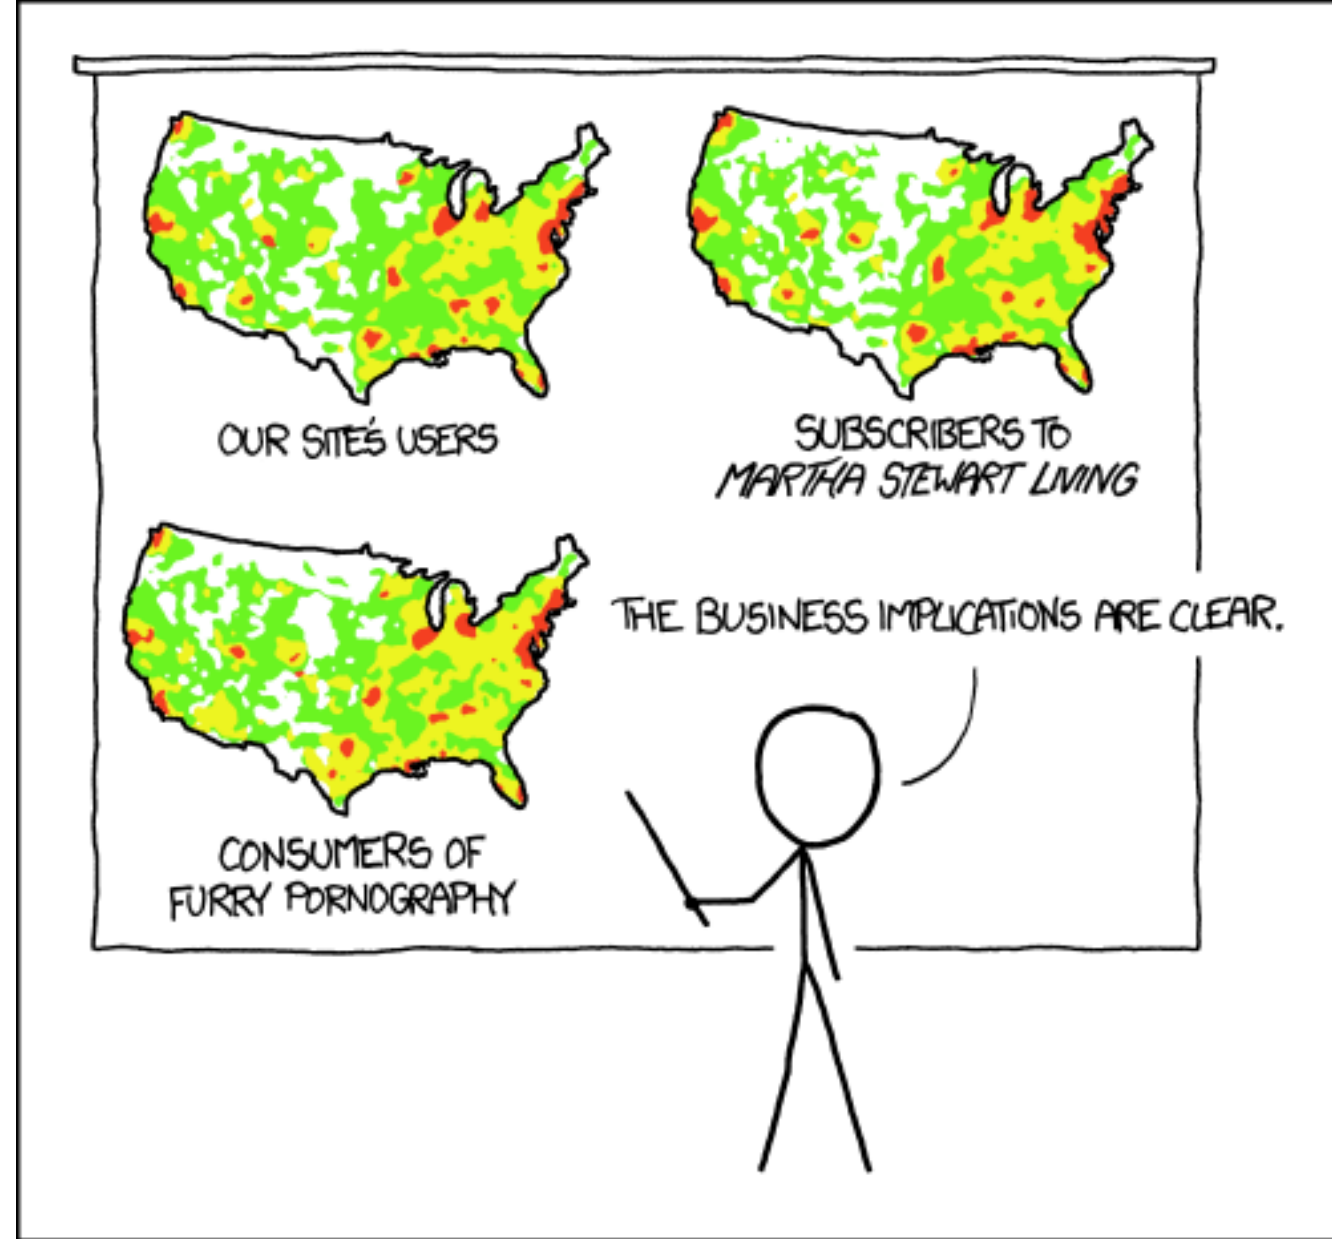 OUR SITE'S USERS
SUBSCRIBERS TO
MARTHA STEWART LIVING
THE BUSINESS IMPLICATIONS ARE CLEAR.
CONSUMERS OF
FURRY PORNOGRAPHY